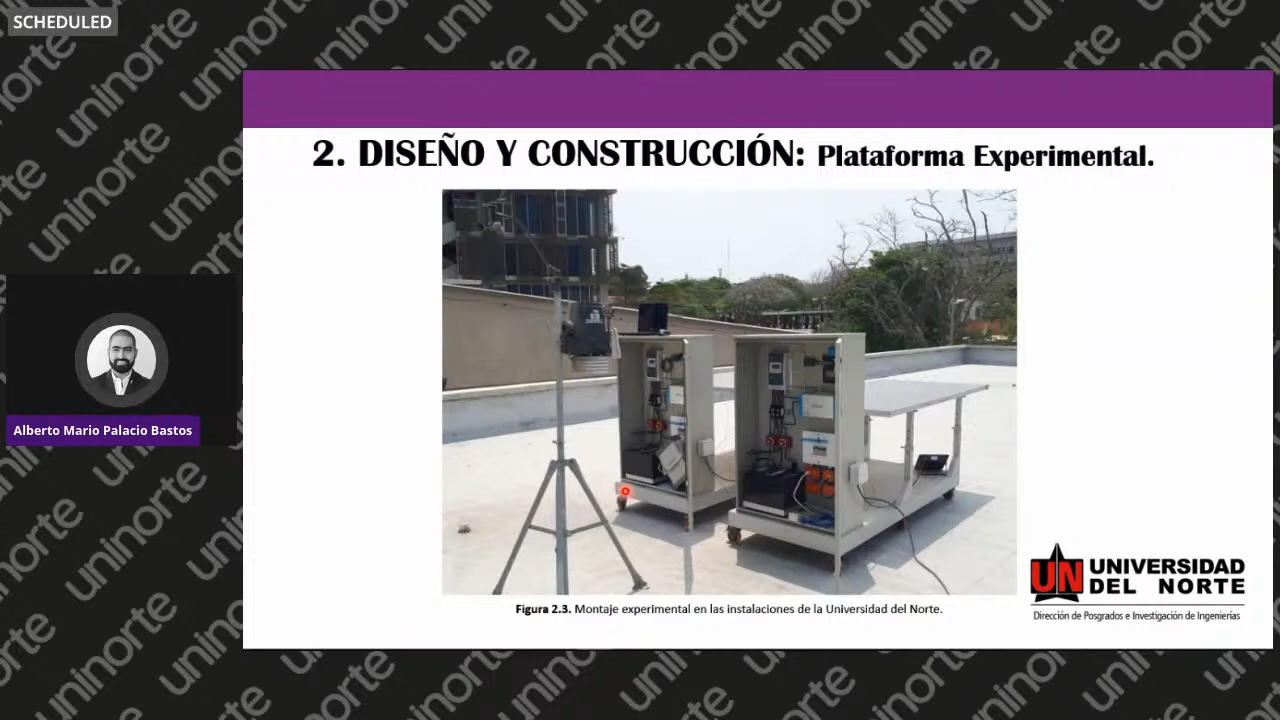 SCHEDULED
2. DISEÑO Y CONSTRUCCIÓN: Plataforma Experimental.
Alberto Mario Palacio Bastos
Figura 2.3. Montaje experimental en las instalaciones de la Universidad del Norte.
UN UNIVERSIDAD
DEL NORTE
Dirección de Posgrados e Investigación de Ingenierías
uninorte